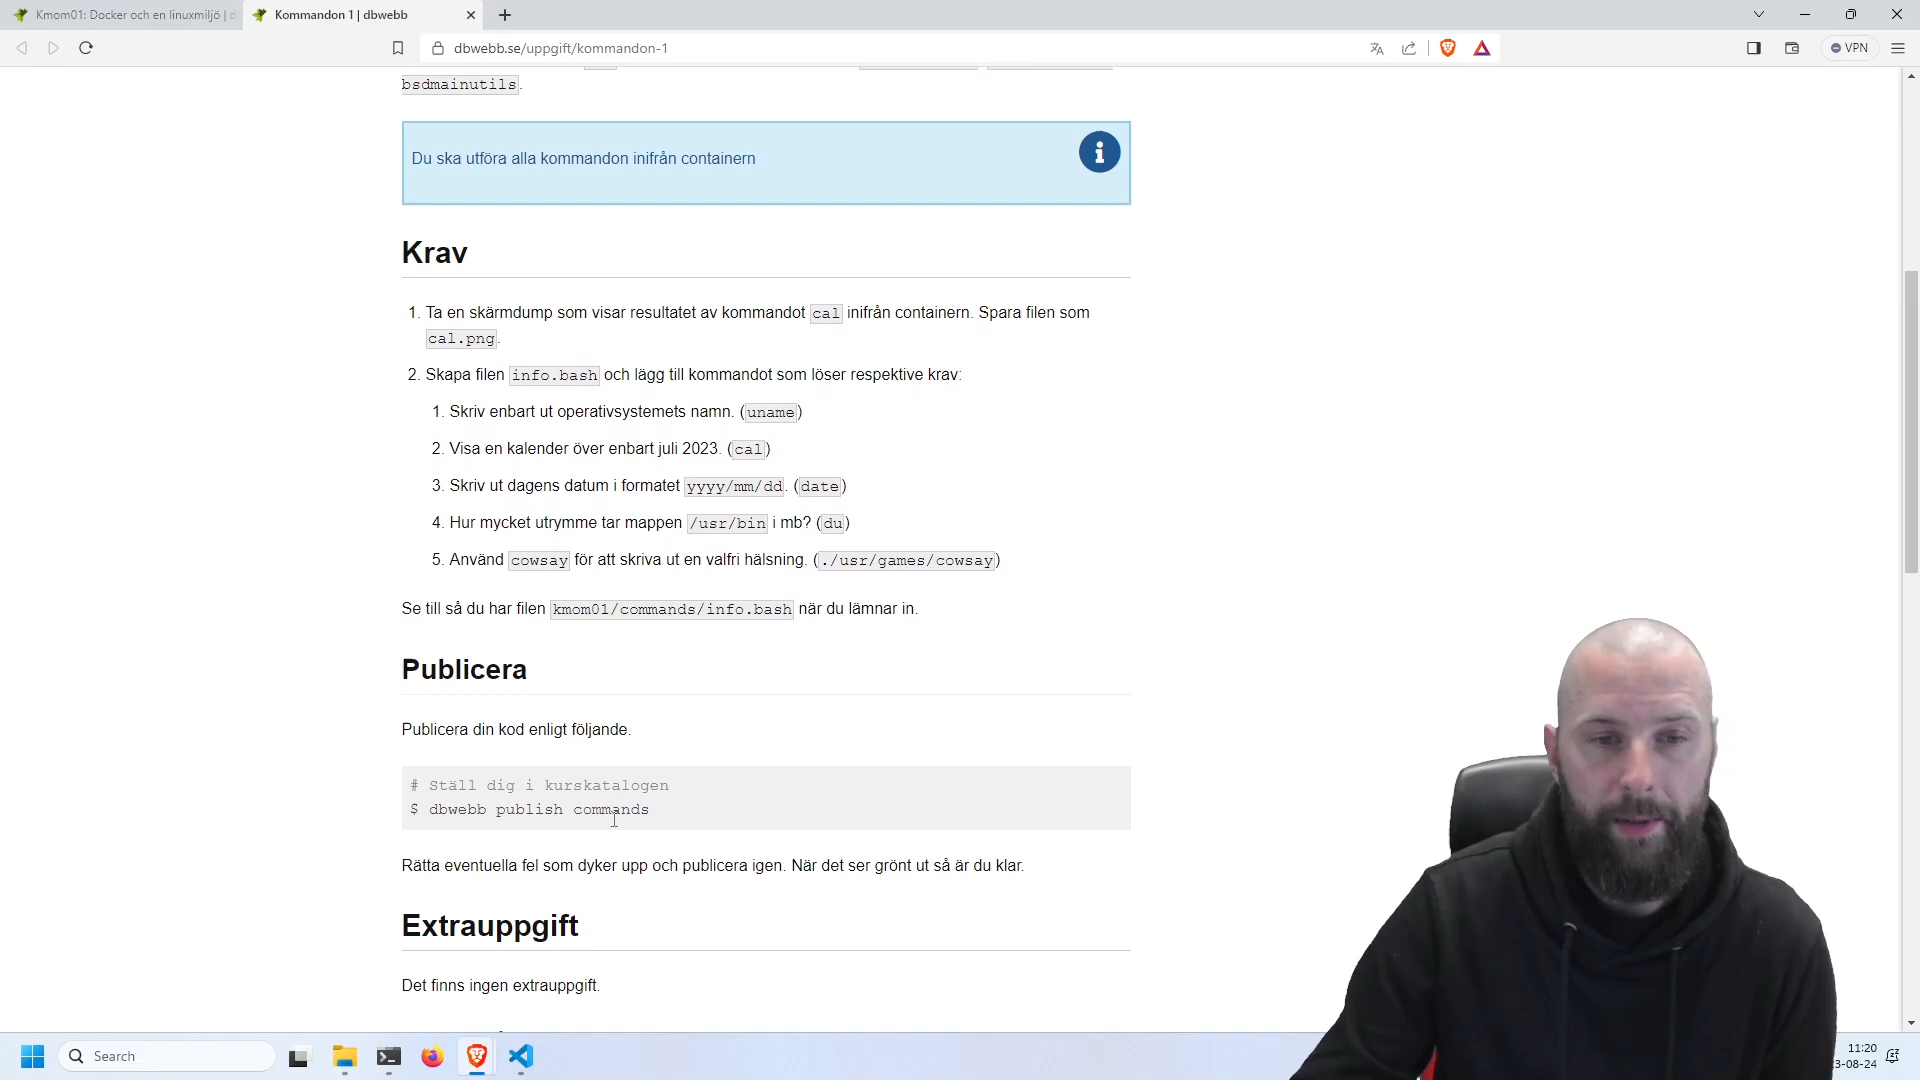 Kmom01: Docker och en linuxmiljö | d
Kommandon 1 | dbwebb
dbwebb.se/uppgift/kommandon-1
VPN
bsdmainutils.
Du ska utföra alla kommandon inifrån containern
Krav
1. Ta en skärmdump som visar resultatet av kommandot cal inifrån containern. Spara filen som
cal.png.
2. Skapa filen info.bash och lägg till kommandot som löser respektive krav:
1. Skriv enbart ut operativsystemets namn. (uname)
2. Visa en kalender över enbart juli 2023. (cal)
3. Skriv ut dagens datum i formatet yyyy/mm/dd. (date)
4. Hur mycket utrymme tar mappen /usr/bin i mb? (du)
5. Använd cowsay för att skriva ut en valfri hälsning. (./usr/games/cowsay)
Se till så du har filen kmom01/commands/info.bash när du lämnar in.
Publicera
Publicera din kod enligt följande.
# Ställ dig i kurskatalogen
$ dbwebb publish commands
Rätta eventuella fel som dyker upp och publicera igen. När det ser grönt ut så är du klar.
Extrauppgift
Det finns ingen extrauppgift.
Search
11:20
3-08-24